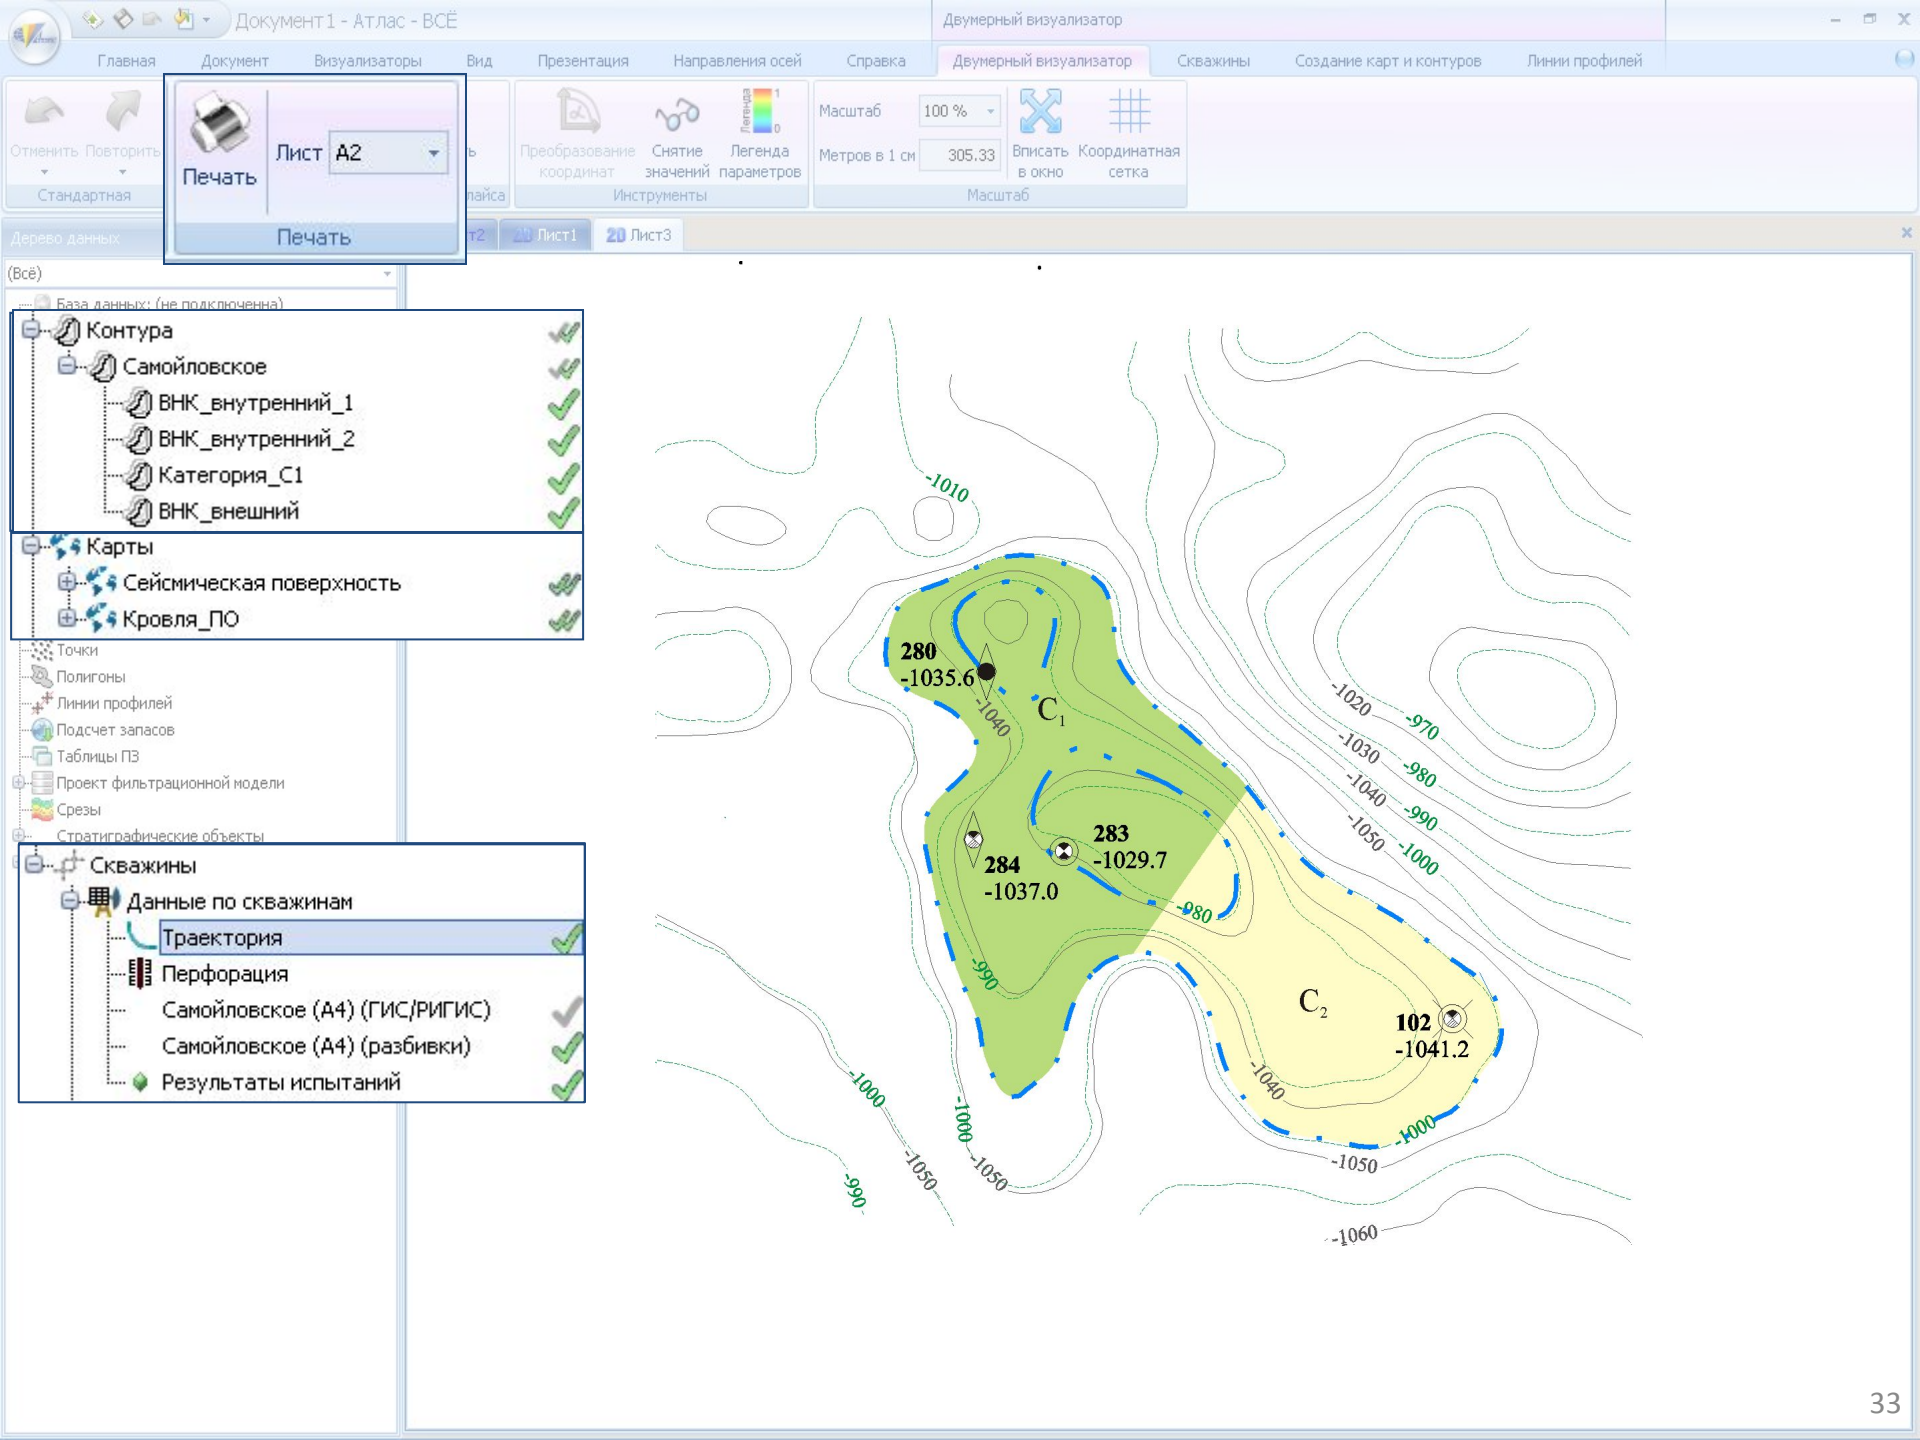 Документ1 - Атлас - ВСЁ
Двумерный визуализатор
Главная
Документ
Визуализаторы
Вид
Презентация
Направления осей
Справка
Двумерный визуализатор
Скважины
Создание карт и контуров
Линии профилей
Отменить
Повторить
Стандартная
Печать
Лист
A2
Печать
Преобразование координат
Снятие значений
Легенда
1
0
Легенда параметров
Инструменты
Масштаб
100 %
Метров в 1 см
305.33
Вписать в окно
Координатная сетка
Масштаб
Дерево данных
2D Лист1
2D Лист3
(Всё)
База данных: (не подключенна)
Контура
Самойловское
ВНК_внутренний_1
ВНК_внутренний_2
Категория_С1
ВНК_внешний
Карты
Сейсмическая поверхность
Кровля_ПО
Точки
Полигоны
Линии профилей
Подсчет запасов
Таблицы ПЗ
Проект фильтрационной модели
Срезы
Стратиграфические объекты
Скважины
Данные по скважинам
Траектория
Перфорация
Самойловское (А4) (ГИС/РИГИС)
Самойловское (А4) (разбивки)
Результаты испытаний
-1010
280
-1035.6
-1040
C1
-1020
-970
-1030
-980
-1040
-990
-1050
-1000
283
-1029.7
284
-1037.0
-980
-990
C2
102
-1041.2
-1040
-1000
-1000
-1000
-1050
-1050
-1050
-990
-1060
33